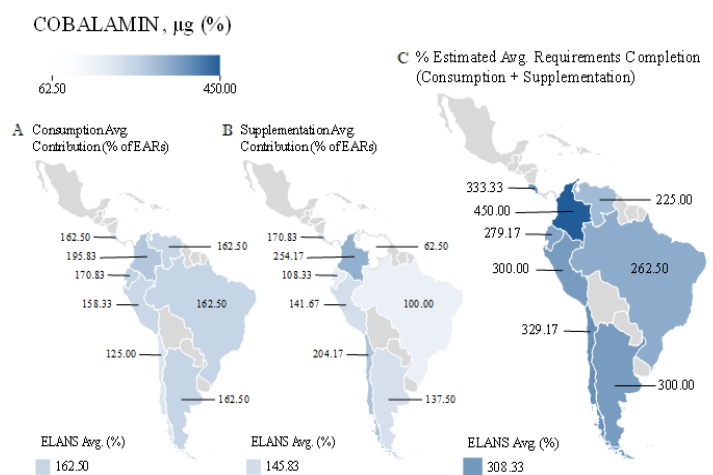 COBALAMIN, µg (%)
62.50
450.00
C % Estimated Avg. Requirements Completion
(Consumption + Supplementation)
A Consumption Avg.
Contribution (% of EARs)
B Supplementation Avg.
Contribution (% of EARs)
162.50
195.83
170.83
158.33
125.00
162.50
162.50
162.50
ELANS Avg. (%)
162.50
170.83
254.17
108.33
141.67
204.17
62.50
100.00
137.50
ELANS Avg. (%)
145.83
333.33
450.00
279.17
300.00
329.17
225.00
262.50
300.00
ELANS Avg. (%)
308.33